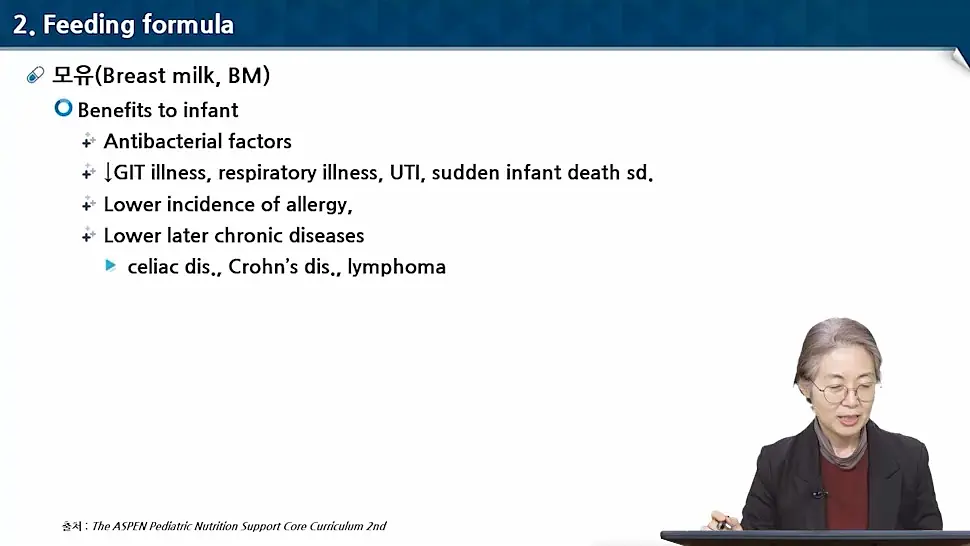 2. Feeding formula
모유(Breast milk, BM)
Benefits to infant
Antibacterial factors
↓GIT illness, respiratory illness, UTI, sudden infant death sd.
Lower incidence of allergy,
Lower later chronic diseases
celiac dis., Crohn's dis., lymphoma
출처 : The ASPEN Pediatric Nutrition Support Core Curriculum 2nd